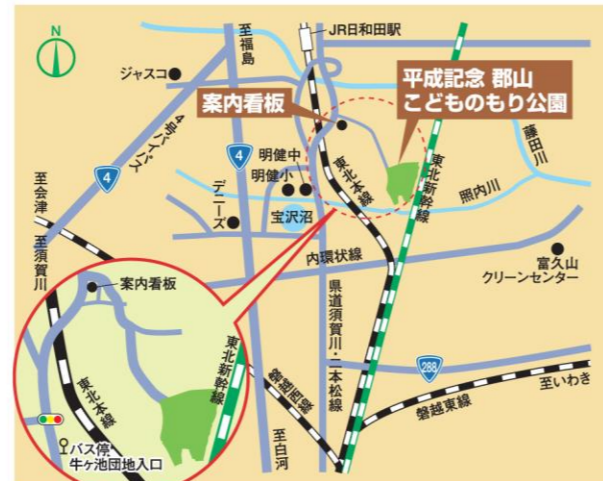 N
至福島
JR日和田駅
ジャスコ
案内看板
平成記念 郡山
こどものもり公園
4号バイパス
4
4
明健中
明健小
東北本線
東北新幹線
藤田川
照内川
至会津
至須賀川
デニーズ
宝沢沼
内環状線
富久山
クリーンセンター
県道須賀川・二本松線
288
磐越西線
磐越東線
至いわき
至白河
案内看板
東北本線
東北新幹線
バス停
牛ヶ池団地入口